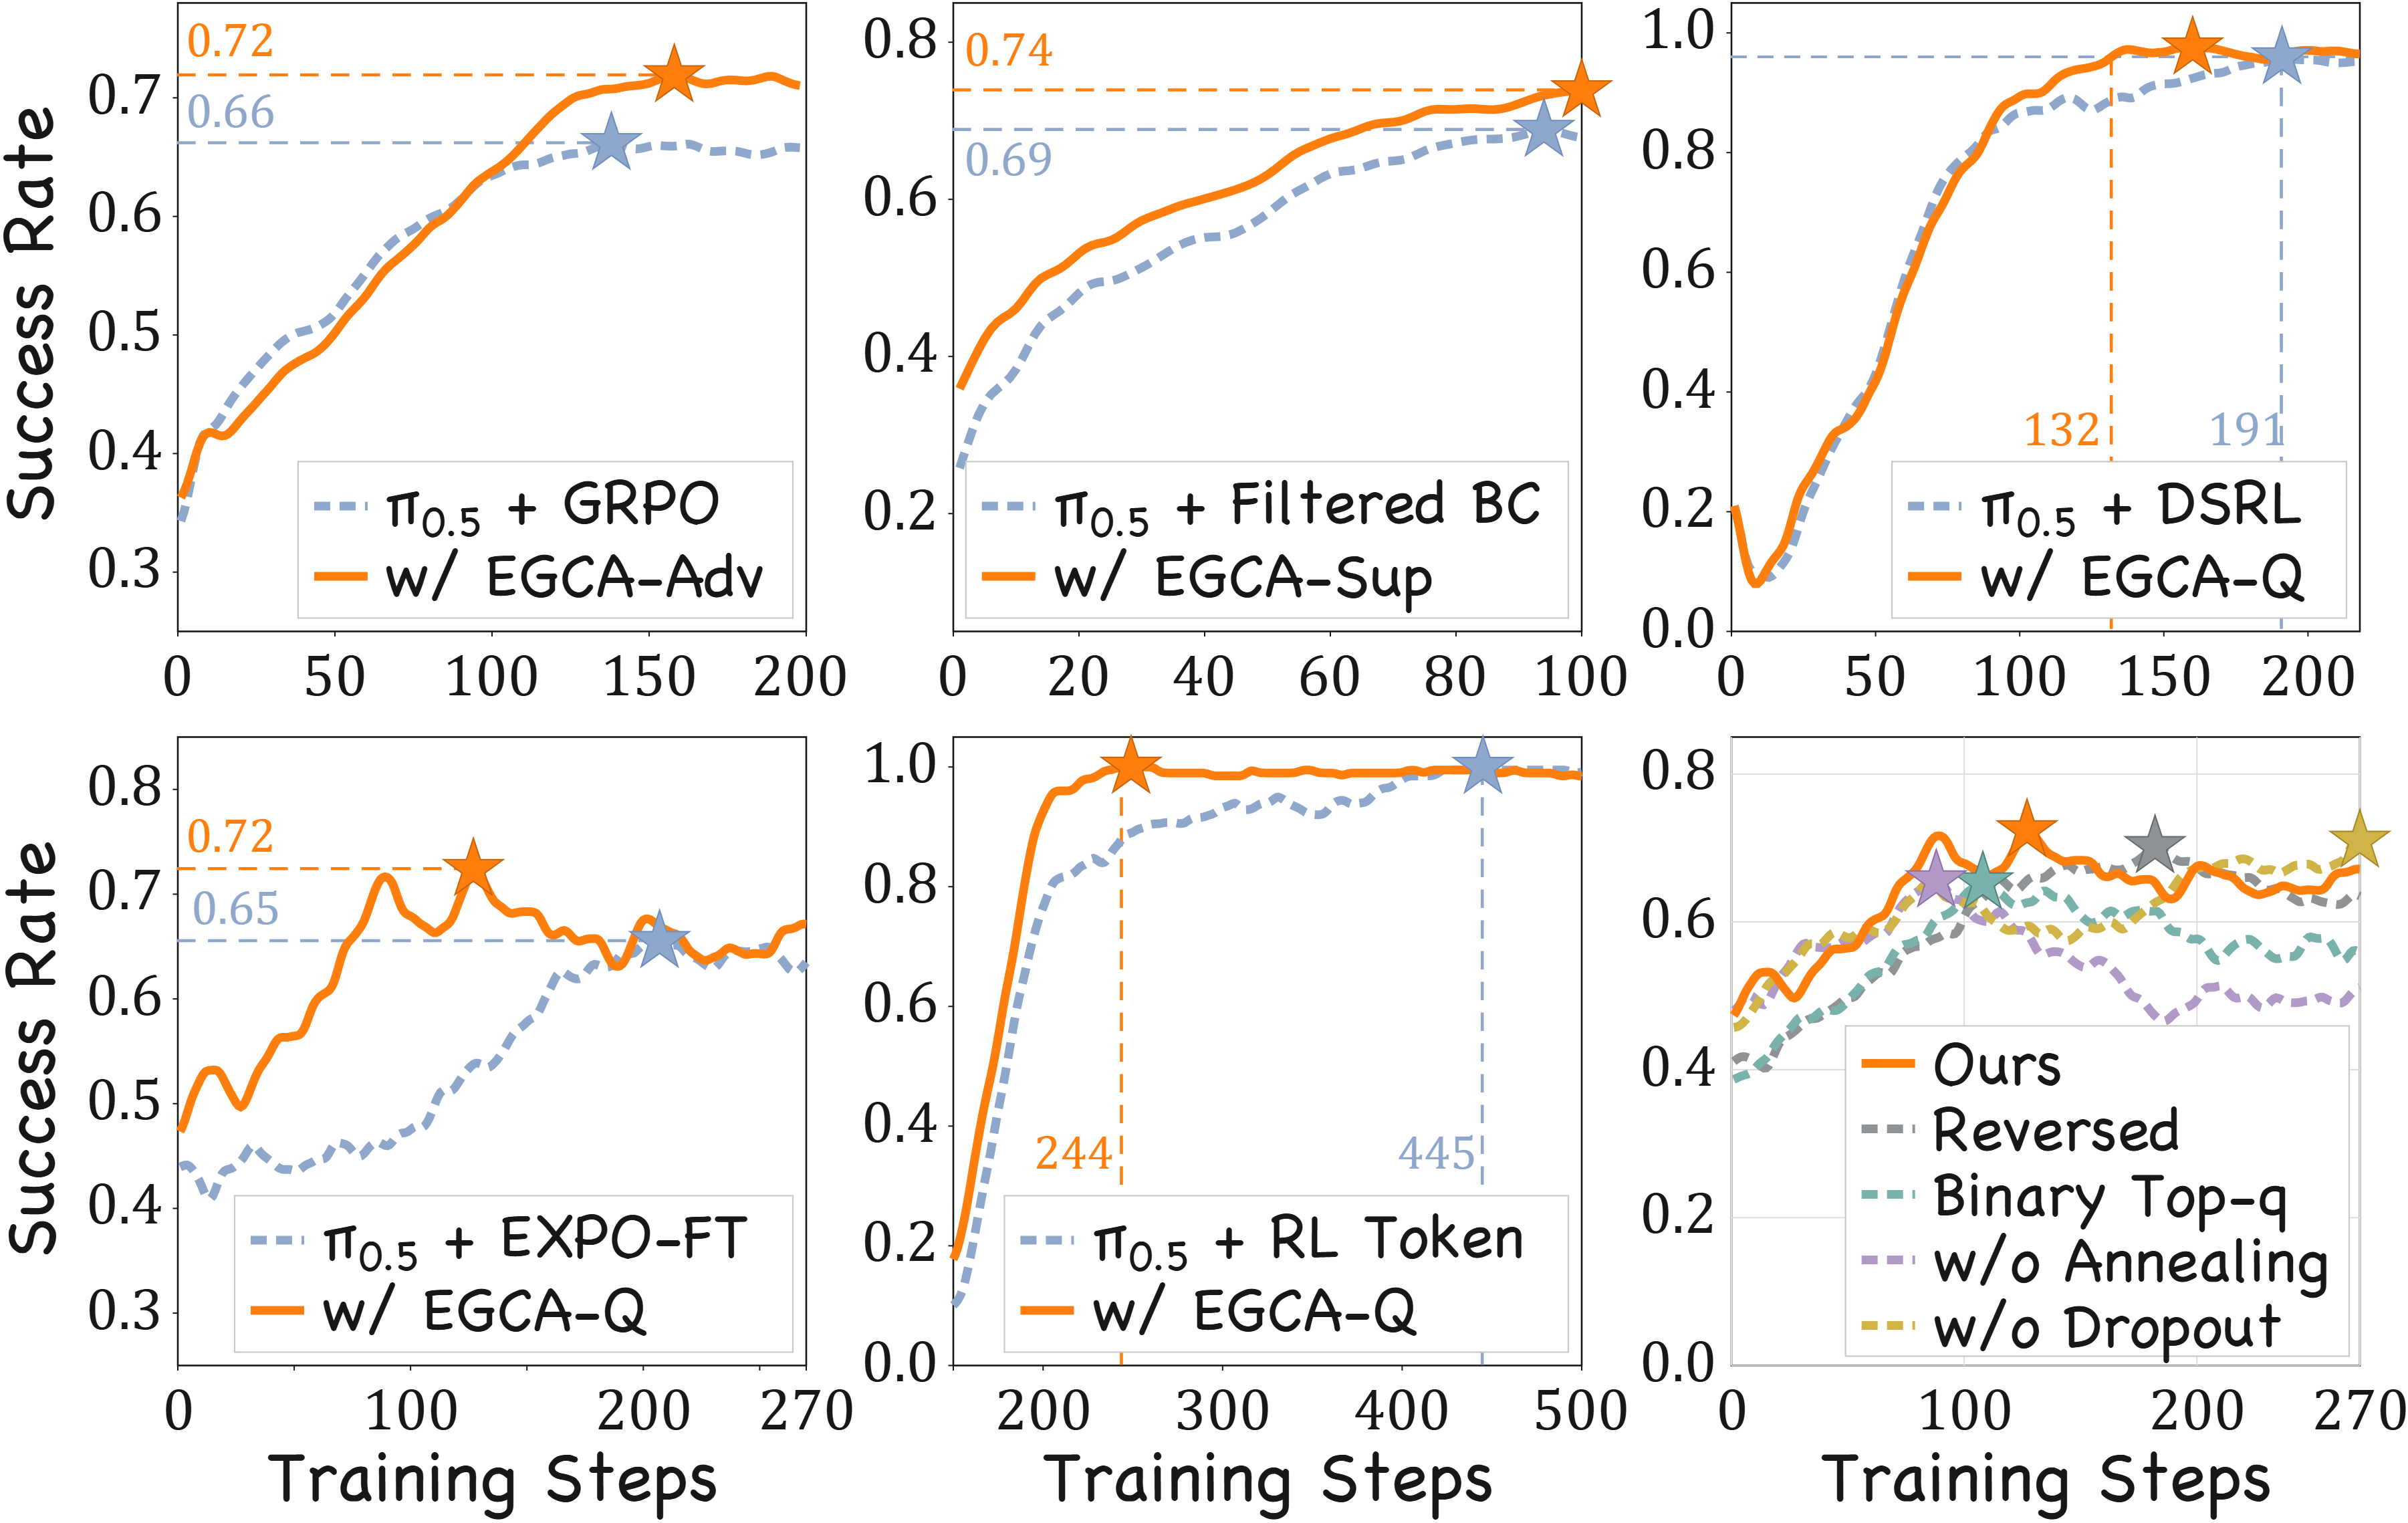 Success Rate
0.7
0.6
0.5
0.4
0.3
0.72
0.66
π0.5 + GRPO
w/ EGCA-Adv
0 50 100 150 200
0.8
0.6
0.4
0.2
0.74
0.69
π0.5 + Filtered BC
w/ EGCA-Sup
0 20 40 60 80 100
1.0
0.8
0.6
0.4
0.2
0.0
132 191
π0.5 + DSRL
w/ EGCA-Q
0 50 100 150 200
Success Rate
0.8
0.7
0.6
0.5
0.4
0.3
0.72
0.65
π0.5 + EXPO-FT
w/ EGCA-Q
0 100 200 270
Training Steps
1.0
0.8
0.6
0.4
0.2
0.0
244 445
π0.5 + RL Token
w/ EGCA-Q
200 300 400 500
Training Steps
0.8
0.6
0.4
0.2
0.0
Ours
Reversed
Binary Top-q
w/o Annealing
w/o Dropout
0 100 200 270
Training Steps